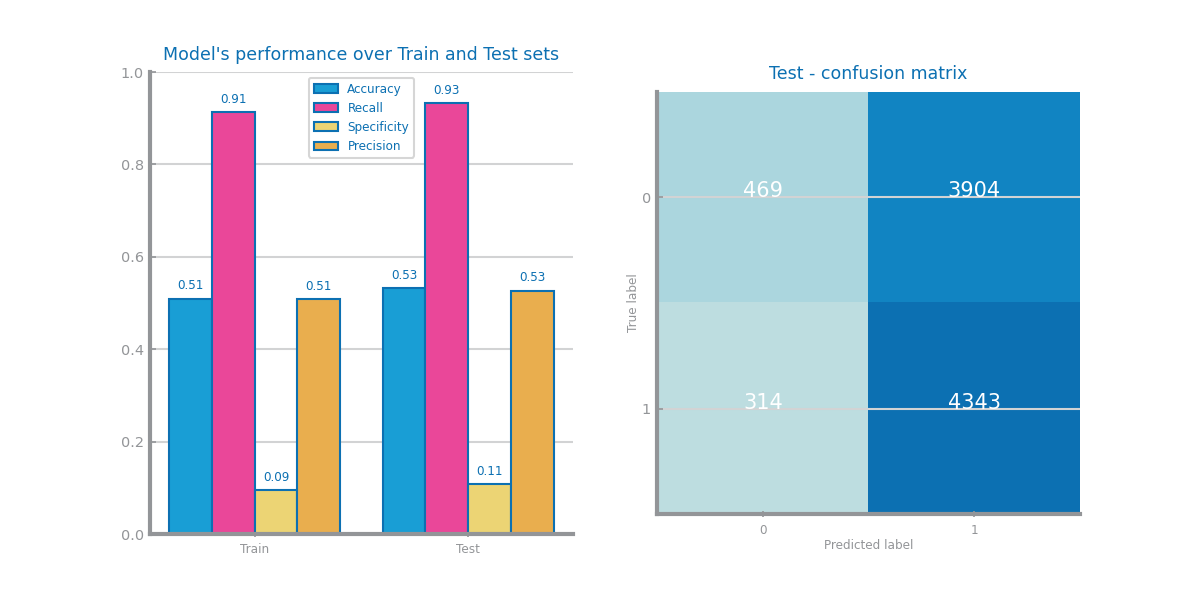 Model's performance over Train and Test sets
1.0
0.8
0.6
0.4
0.2
0.0
Accuracy
Recall
Specificity
Precision
0.51
0.91
0.09
0.51
0.53
0.93
0.11
0.53
Train
Test
Test - confusion matrix
True label
0
1
469
3904
314
4343
0
1
Predicted label